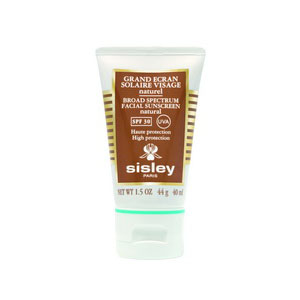 GRAND ECRAN
SOLAIRE VISAGE
naturel
BROAD SPECTRUM
FACIAL SUNSCREEN
natural
SPF 30 UVA
Haute protection
High protection
sisley
PARIS
NET WT 1.5 OZ 44 g 40 ml